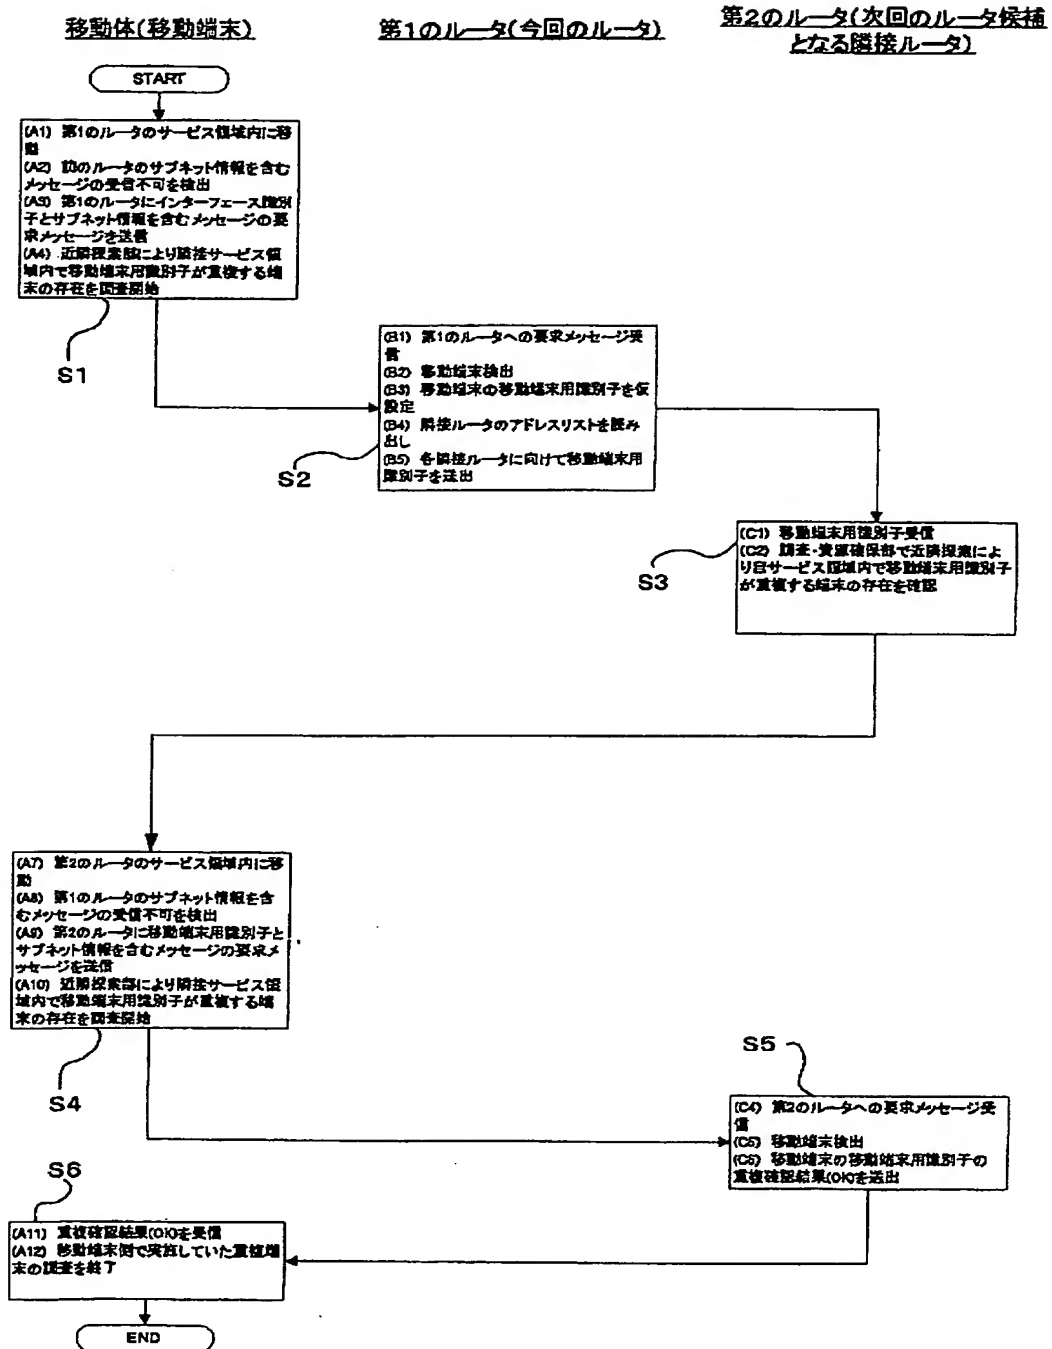 移動体(移動端末)
第1のルータ(今回のルータ)
第2のルータ(次回のルータ候補
となる隣接ルータ)
START
(A1) 第1のルータのサービス領域内に移
動
(A2) 前のルータのサブネット情報を含む
メッセージの受信不可を検出
(A3) 第1のルータにインターフェース識別
子とサブネット情報を含むメッセージの要
求メッセージを送信
(A4) 近隣探索部により隣接サービス領
域内で移動端末用識別子が重複する端
末の存在を調査開始
S1
(B1) 第1のルータへの要求メッセージ受
信
(B2) 移動端末検出
(B3) 移動端末の移動端末用識別子を仮
設定
(B4) 隣接ルータのアドレスリストを読み
出し
(B5) 各隣接ルータに向けて移動端末用
識別子を送出
S2
(C1) 移動端末用識別子受信
(C2) 調査・資源確保部で近隣探索によ
り自サービス領域内で移動端末用識別子
が重複する端末の存在を確認
S3
(A7) 第2のルータのサービス領域内に移
動
(A8) 第1のルータのサブネット情報を含
むメッセージの受信不可を検出
(A9) 第2のルータに移動端末用識別子と
サブネット情報を含むメッセージの要求メ
ッセージを送信
(A10) 近隣探索部により隣接サービス領
域内で移動端末用識別子が重複する端
末の存在を調査開始
S4
S5
(C4) 第2のルータへの要求メッセージ受
信
(C5) 移動端末検出
(C6) 移動端末の移動端末用識別子の
重複確認結果(OK)を送出
S6
(A11) 重複確認結果(OK)を受信
(A12) 移動端末側で実施していた重複端
末の調査を終了
END